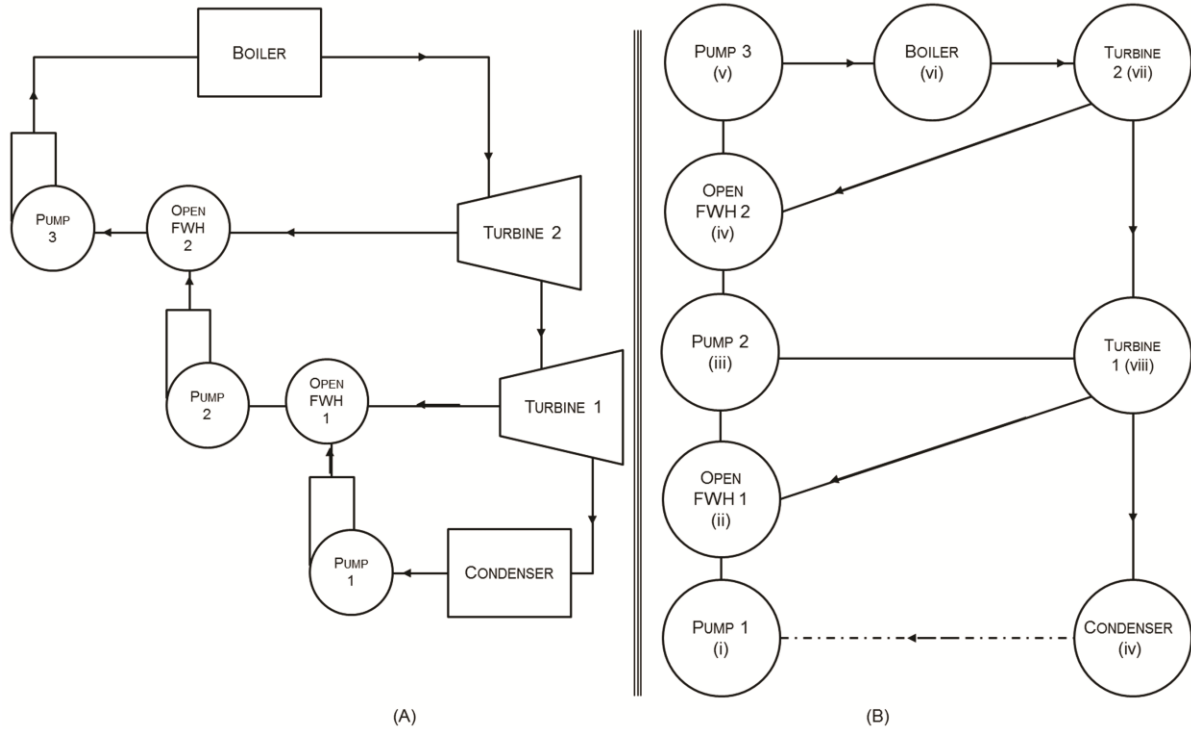 BOILER
PUMP
3
OPEN
FWH
2
TURBINE 2
PUMP
2
OPEN
FWH
1
TURBINE 1
PUMP
1
CONDENSER
(A)
PUMP 3
(v)
BOILER
(vi)
TURBINE
2 (vii)
OPEN
FWH 2
(iv)
PUMP 2
(iii)
TURBINE
1 (viii)
OPEN
FWH 1
(ii)
PUMP 1
(i)
CONDENSER
(iv)
(B)